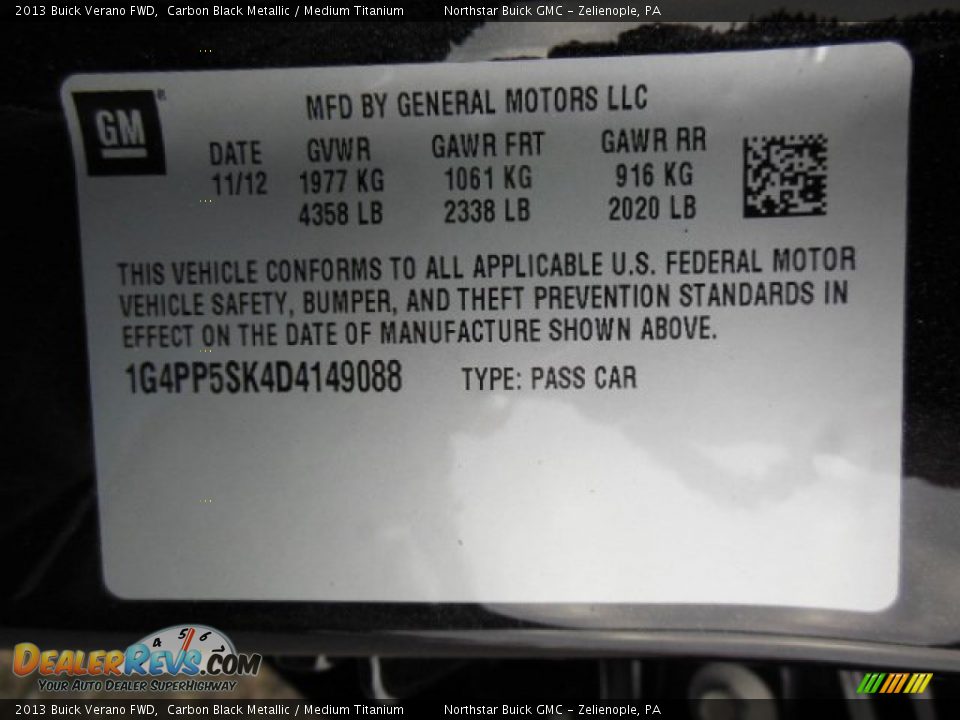 2013 Buick Verano FWD, Carbon Black Metallic / Medium Titanium Northstar Buick GMC - Zelienople, PA
GM
MFD BY GENERAL MOTORS LLC
DATE GVWR GAWR FRT GAWR RR
11/12 1977 KG 1061 KG 916 KG
4358 LB 2338 LB 2020 LB
THIS VEHICLE CONFORMS TO ALL APPLICABLE U.S. FEDERAL MOTOR
VEHICLE SAFETY, BUMPER, AND THEFT PREVENTION STANDARDS IN
EFFECT ON THE DATE OF MANUFACTURE SHOWN ABOVE.
1G4PP5SK4D4149088 TYPE: PASS CAR
4 5 6
DEALERREVS.COM
YOUR AUTO DEALER SUPERHIGHWAY
2013 Buick Verano FWD, Carbon Black Metallic / Medium Titanium Northstar Buick GMC - Zelienople, PA